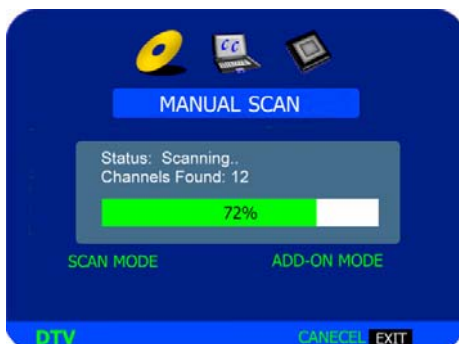 CC
MANUAL SCAN
Status: Scanning..
Channels Found: 12
72%
SCAN MODE ADD-ON MODE
DTV CANECEL EXIT